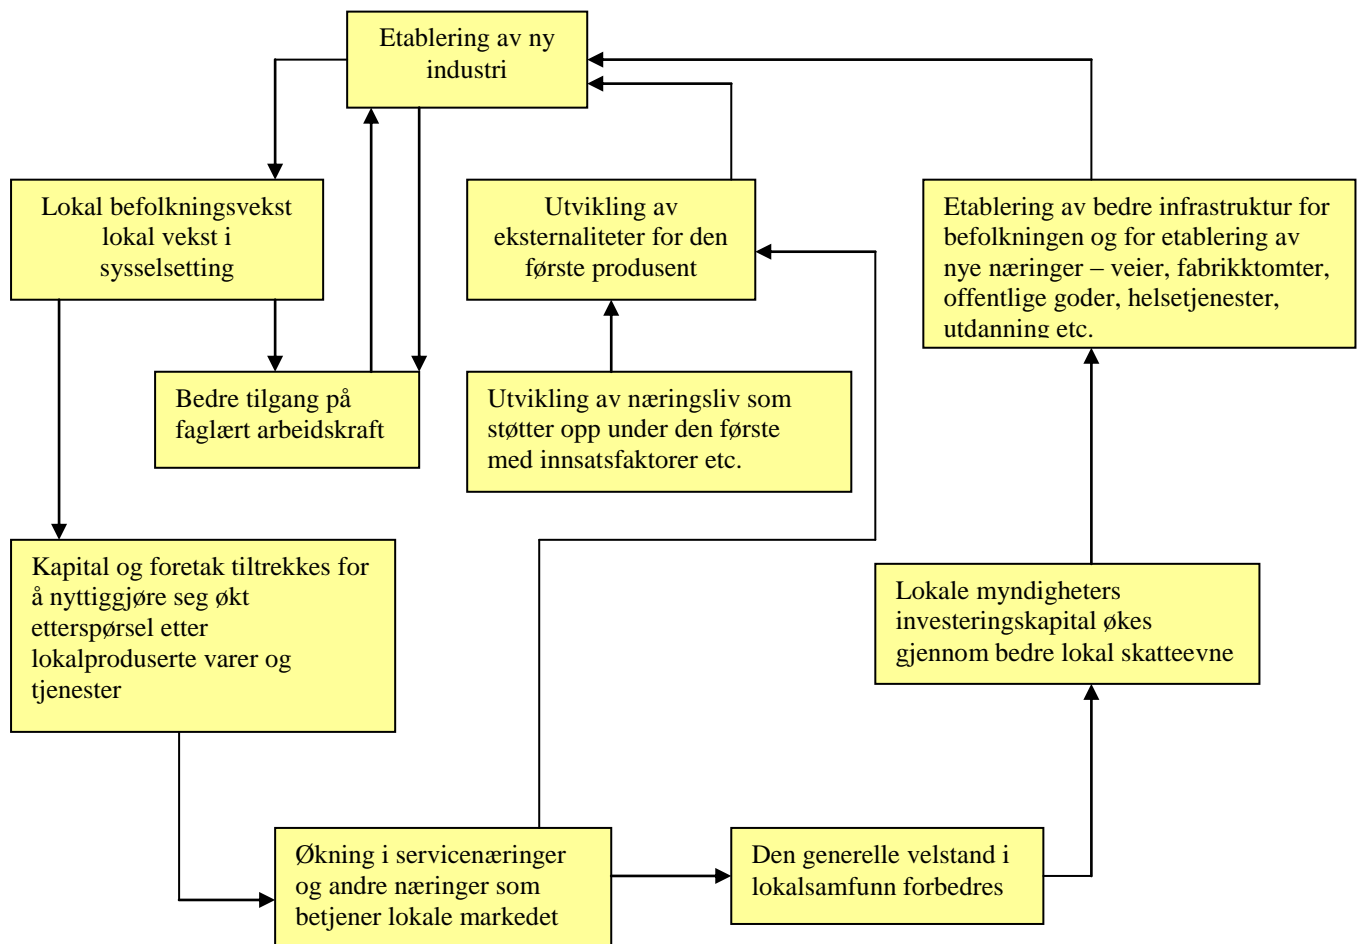 Etablering av ny
industri
Lokal befolkningsvekst
lokal vekst i
sysselsetting
Utvikling av
eksternaliteter for den
første produsent
Etablering av bedre infrastruktur for
befolkningen og for etablering av
nye næringer – veier, fabrikktomter,
offentlige goder, helsetjenester,
utdanning etc.
Bedre tilgang på
faglært arbeidskraft
Utvikling av næringsliv som
støtter opp under den første
med innsatsfaktorer etc.
Kapital og foretak tiltrekkes for
å nyttiggjøre seg økt
etterspørsel etter
lokalproduserte varer og
tjenester
Lokale myndigheters
investeringskapital økes
gjennom bedre lokal skatteevne
Økning i servicenæringer
og andre næringer som
betjener lokale markedet
Den generelle velstand i
lokalsamfunn forbedres